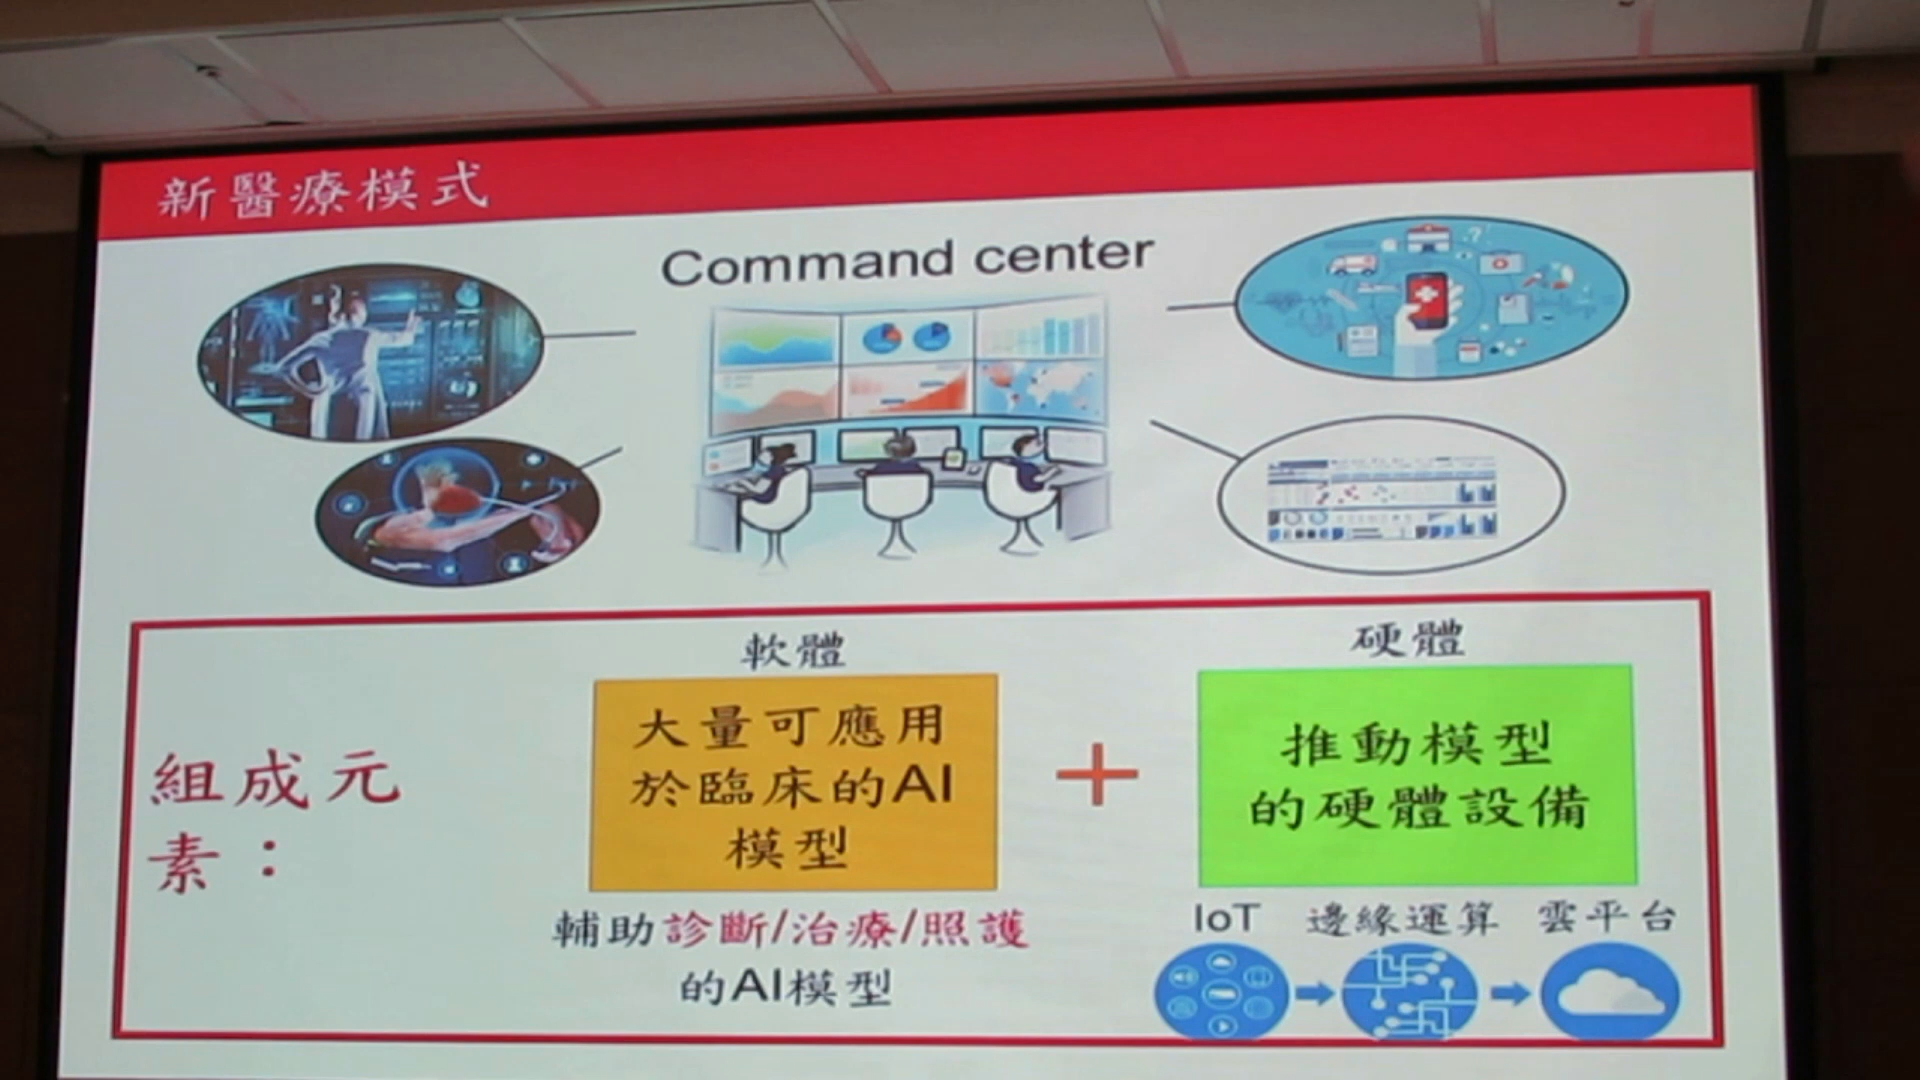 新醫療模式
Command center
軟體
硬體
大量可應用
於臨床的AI
模型
+
推動模型
的硬體設備
組成元
素：
輔助診斷/治療/照護
的AI模型
IoT 邊緣運算 雲平台